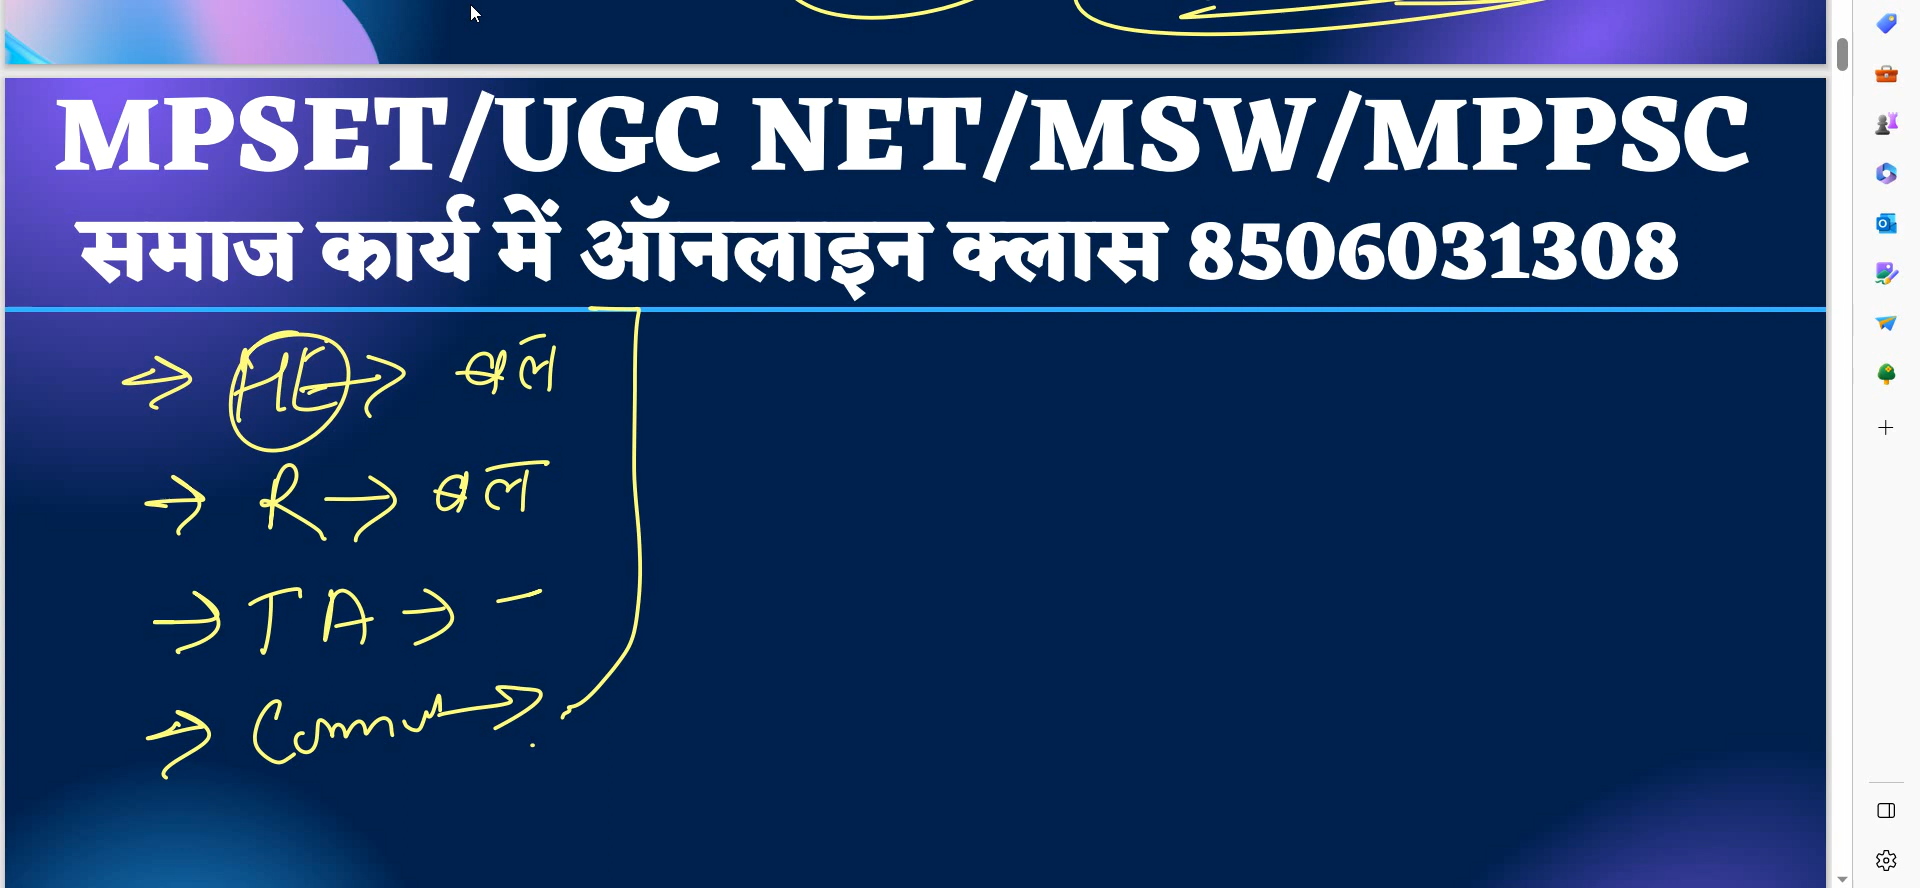 MPSET/UGC NET/MSW/MPPSC
समाज कार्य में ऑनलाइन क्लास 8506031308
→ HE → बल
→ R → बल
→ TA → -
→ Commu →